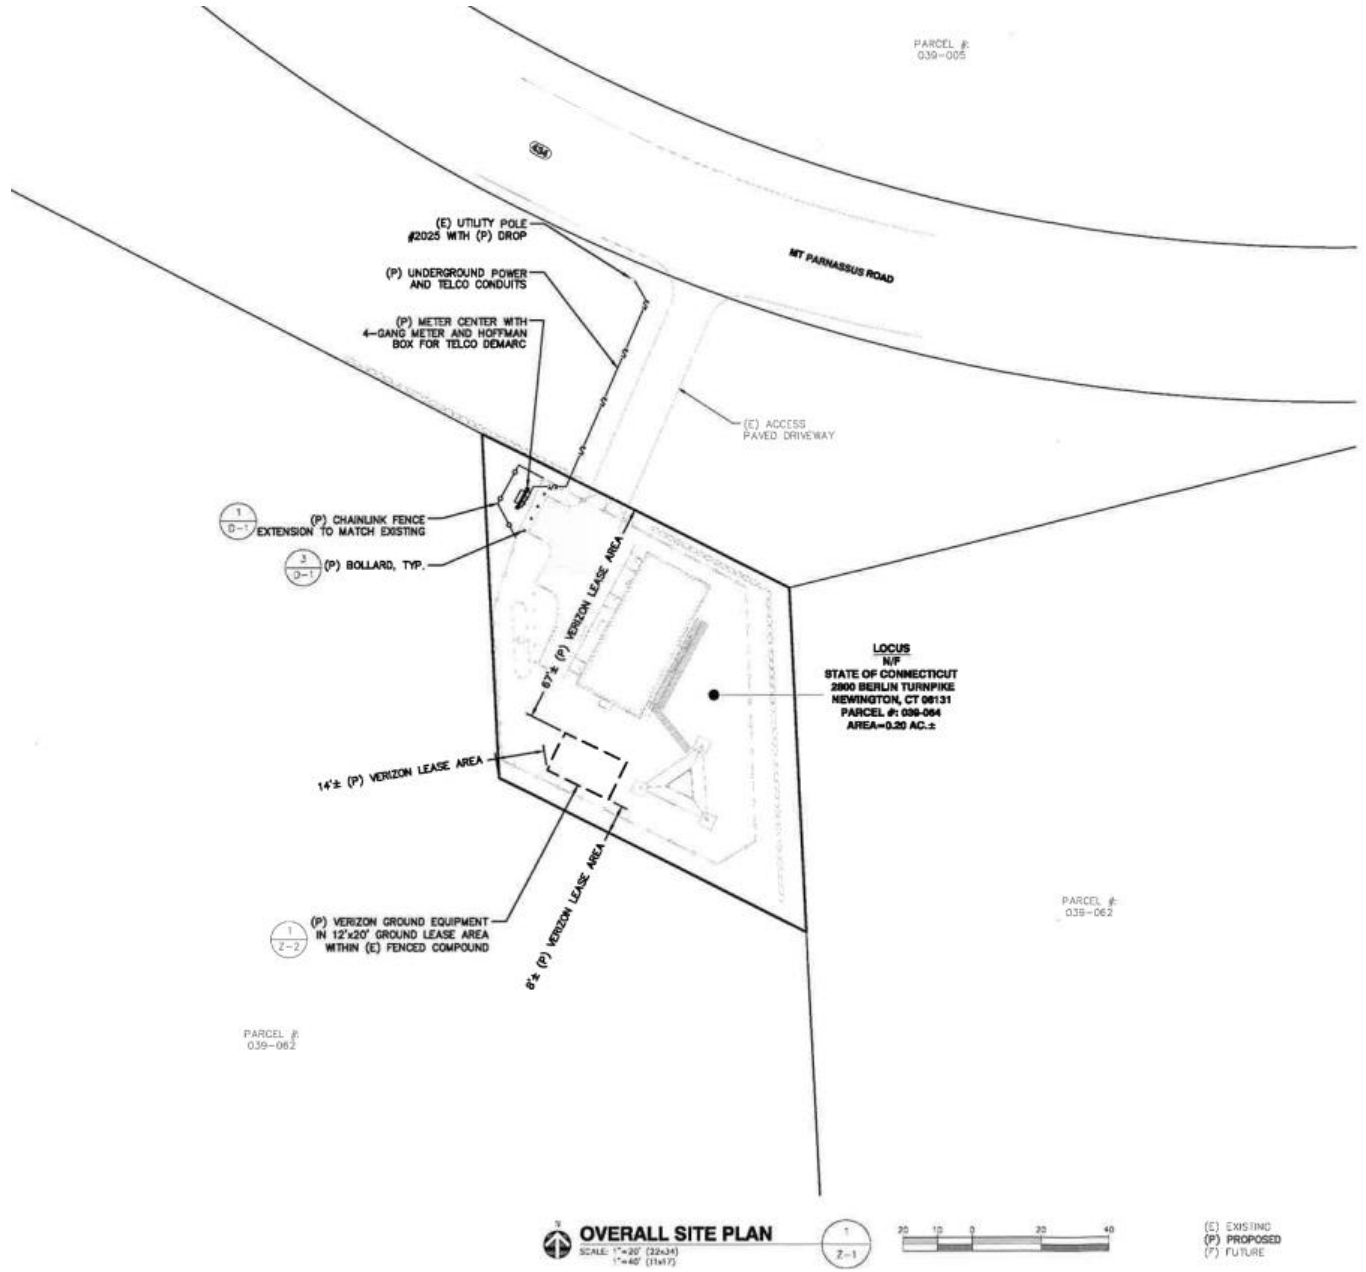 PARCEL #:
039-005
434
(E) UTILITY POLE
#2025 WITH (P) DROP
MT PARNASSUS ROAD
(P) UNDERGROUND POWER
AND TELCO CONDUITS
(P) METER CENTER WITH
4-GANG METER AND HOFFMAN
BOX FOR TELCO DEMARC
(E) ACCESS
PAVED DRIVEWAY
1
D-1
(P) CHAINLINK FENCE
EXTENSION TO MATCH EXISTING
3
D-1
(P) BOLLARD, TYP.
67'± (P) VERIZON LEASE AREA
LOCUS
N/F
STATE OF CONNECTICUT
2800 BERLIN TURNPIKE
NEWINGTON, CT 06131
PARCEL #: 039-064
AREA=0.20 AC.±
14'± (P) VERIZON LEASE AREA
8'± (P) VERIZON LEASE AREA
1
Z-2
(P) VERIZON GROUND EQUIPMENT
IN 12'x20' GROUND LEASE AREA
WITHIN (E) FENCED COMPOUND
PARCEL #:
039-062
PARCEL #:
039-062
N
OVERALL SITE PLAN
SCALE: 1"=20' (22x34)
1"=40' (11x17)
1
Z-1
20 10 0 20 40
(E) EXISTING
(P) PROPOSED
(F) FUTURE